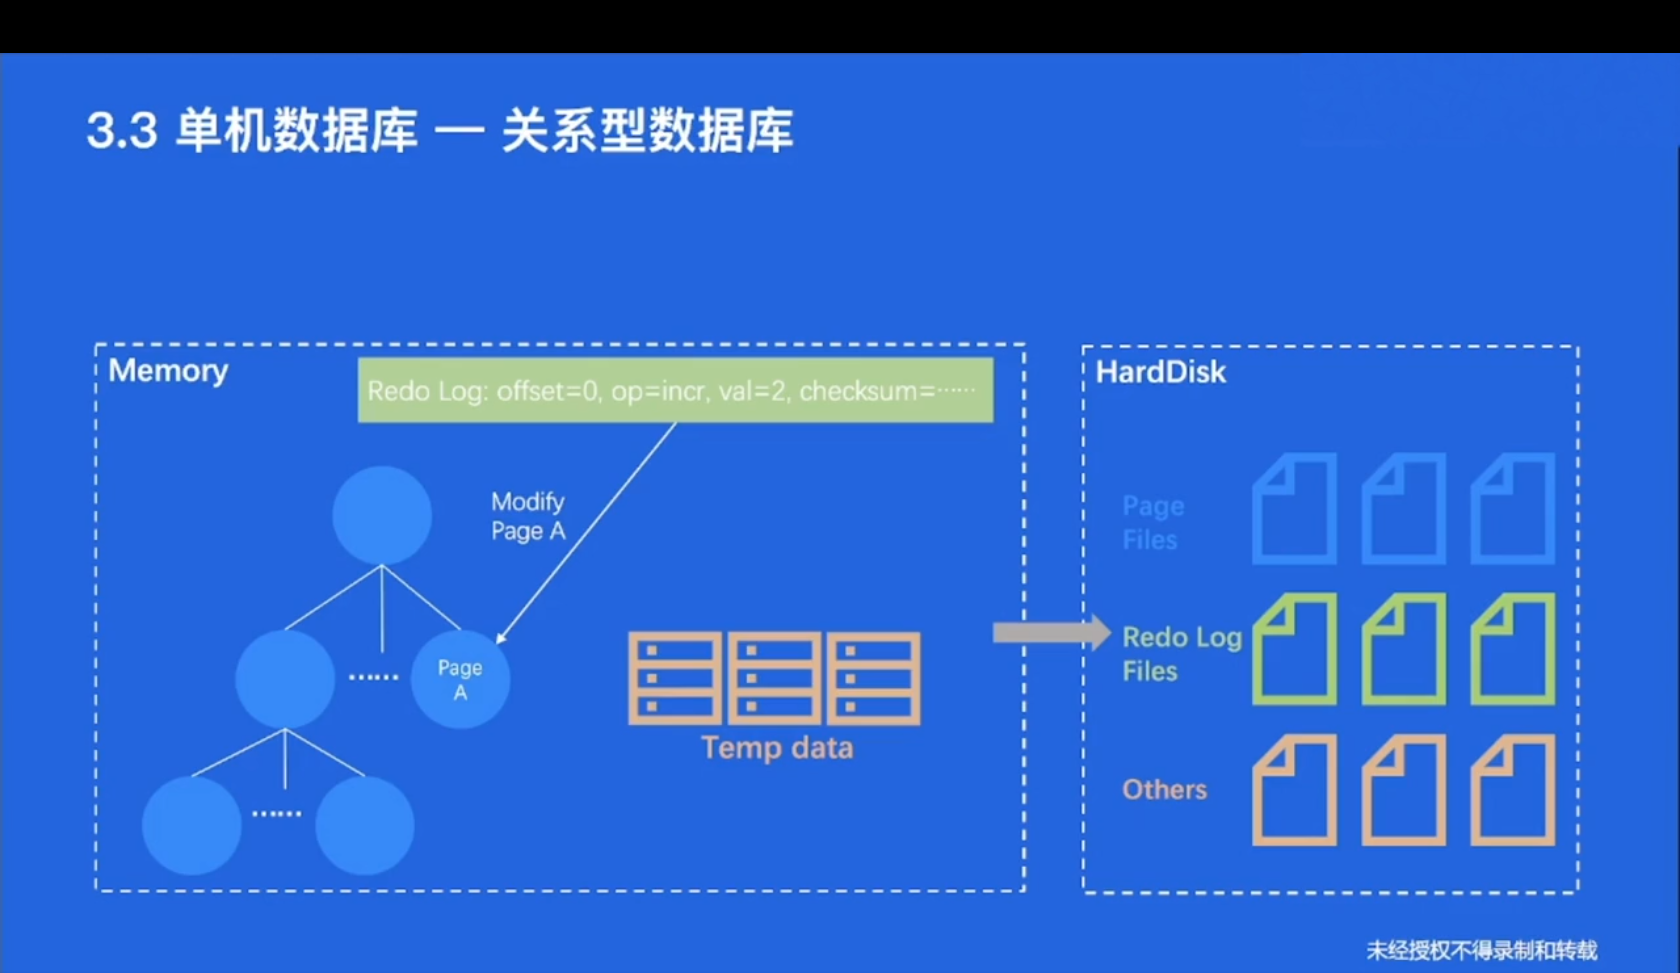 3.3 单机数据库 — 关系型数据库
Memory
Redo Log: offset=0, op=incr, val=2, checksum=……
Modify
Page A
……
Page
A
……
Temp data
HardDisk
Page
Files
Redo Log
Files
Others
未经授权不得录制和转载